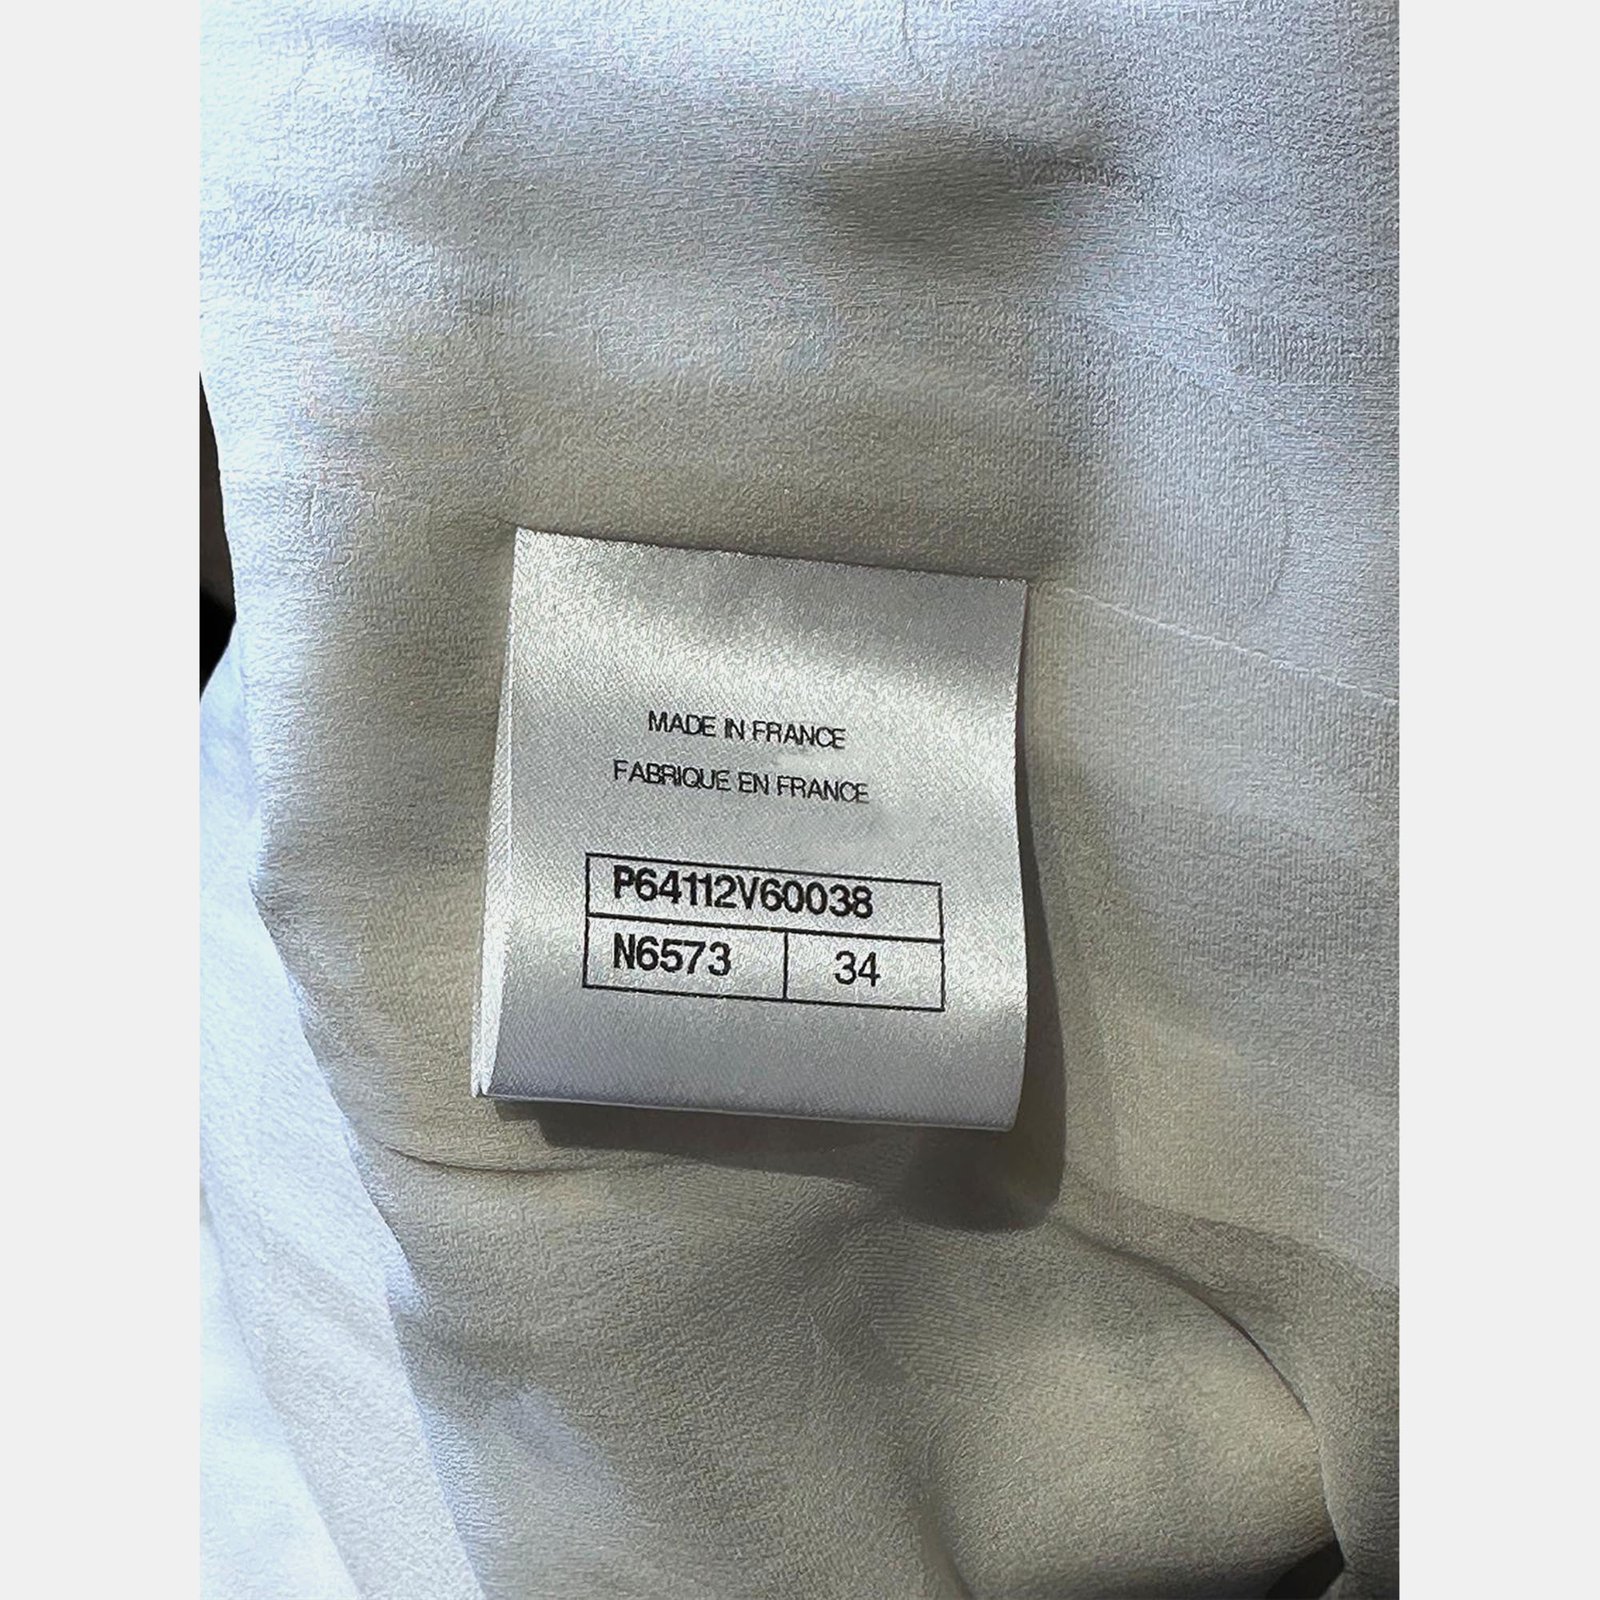 MADE IN FRANCE
FABRIQUE EN FRANCE
P64112V60038
N6573 34